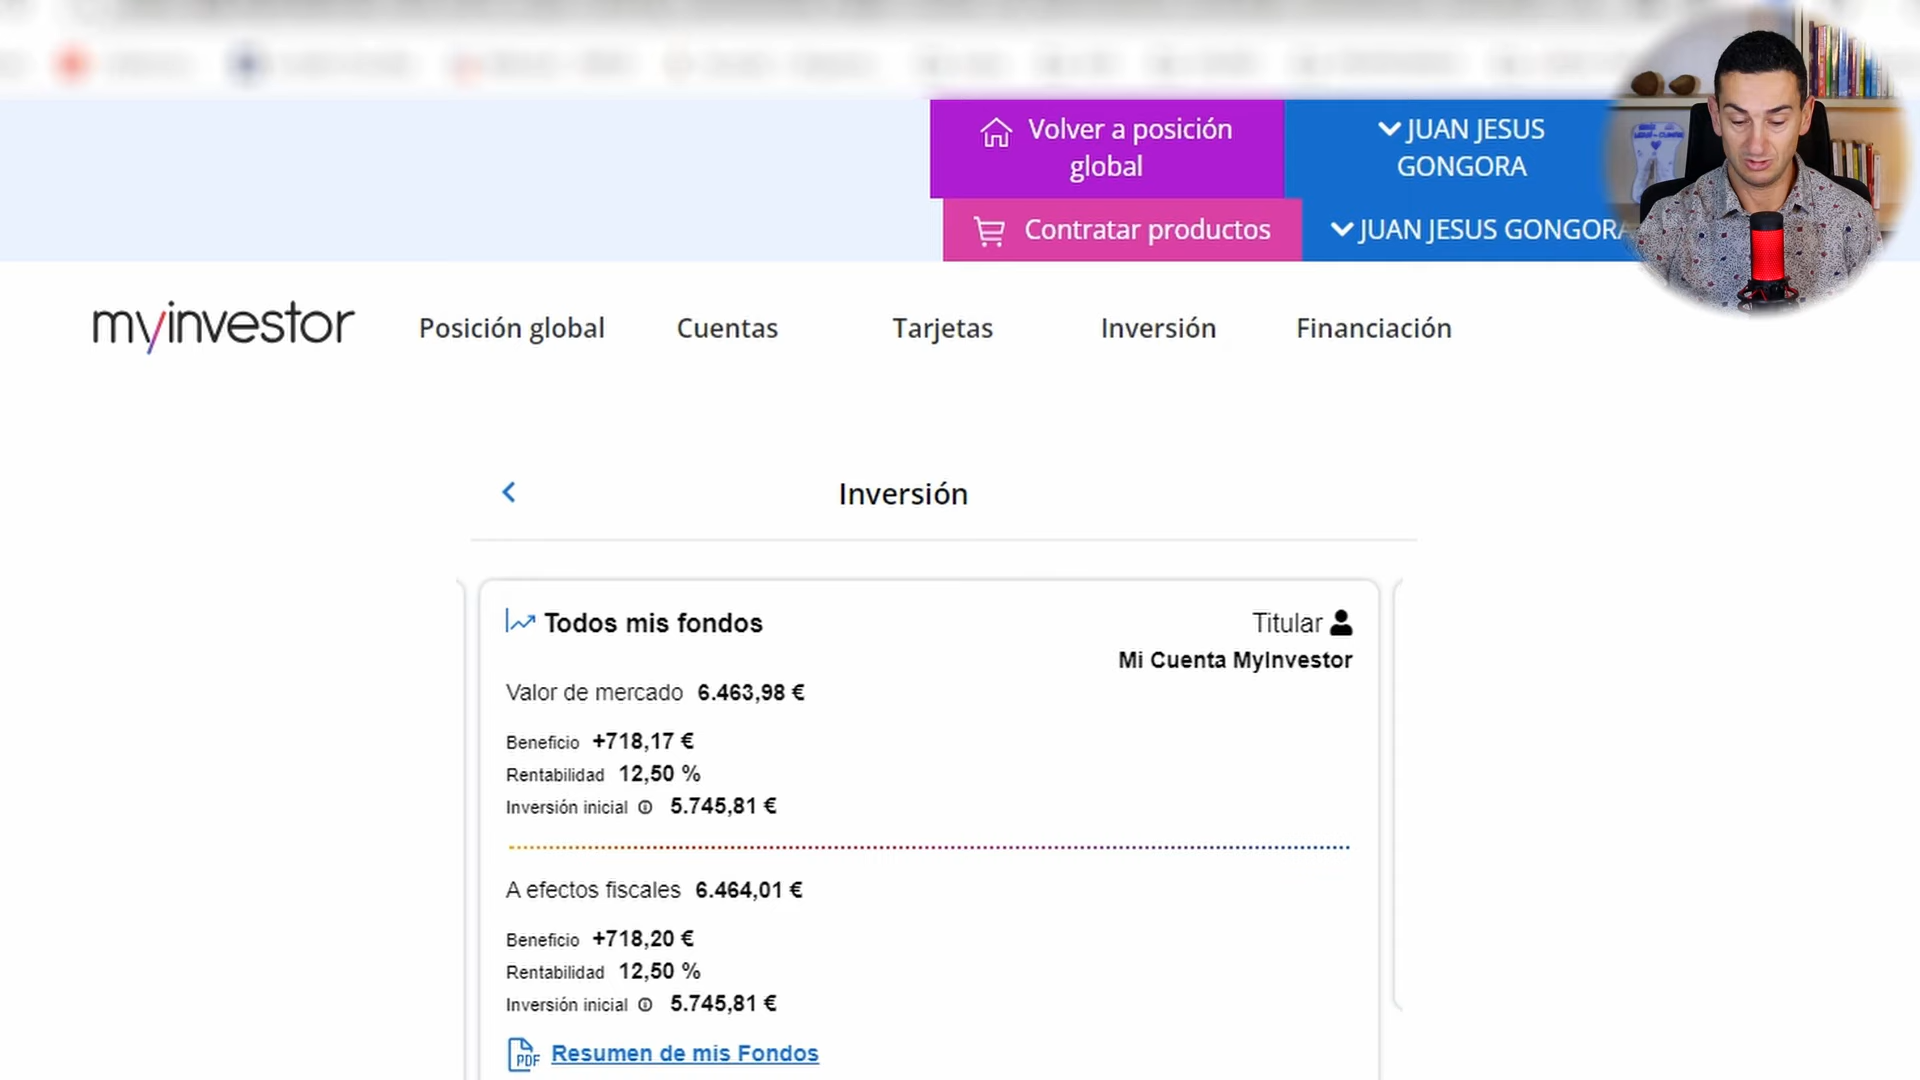 Volver a posición
global
JUAN JESUS
GONGORA
Contratar productos
JUAN JESUS GONGORA
myinvestor
Posición global
Cuentas
Tarjetas
Inversión
Financiación
Inversión
Todos mis fondos
Titular
Mi Cuenta MyInvestor
Valor de mercado 6.463,98 €
Beneficio +718,17 €
Rentabilidad 12,50 %
Inversión inicial 5.745,81 €
A efectos fiscales 6.464,01 €
Beneficio +718,20 €
Rentabilidad 12,50 %
Inversión inicial 5.745,81 €
PDF Resumen de mis Fondos